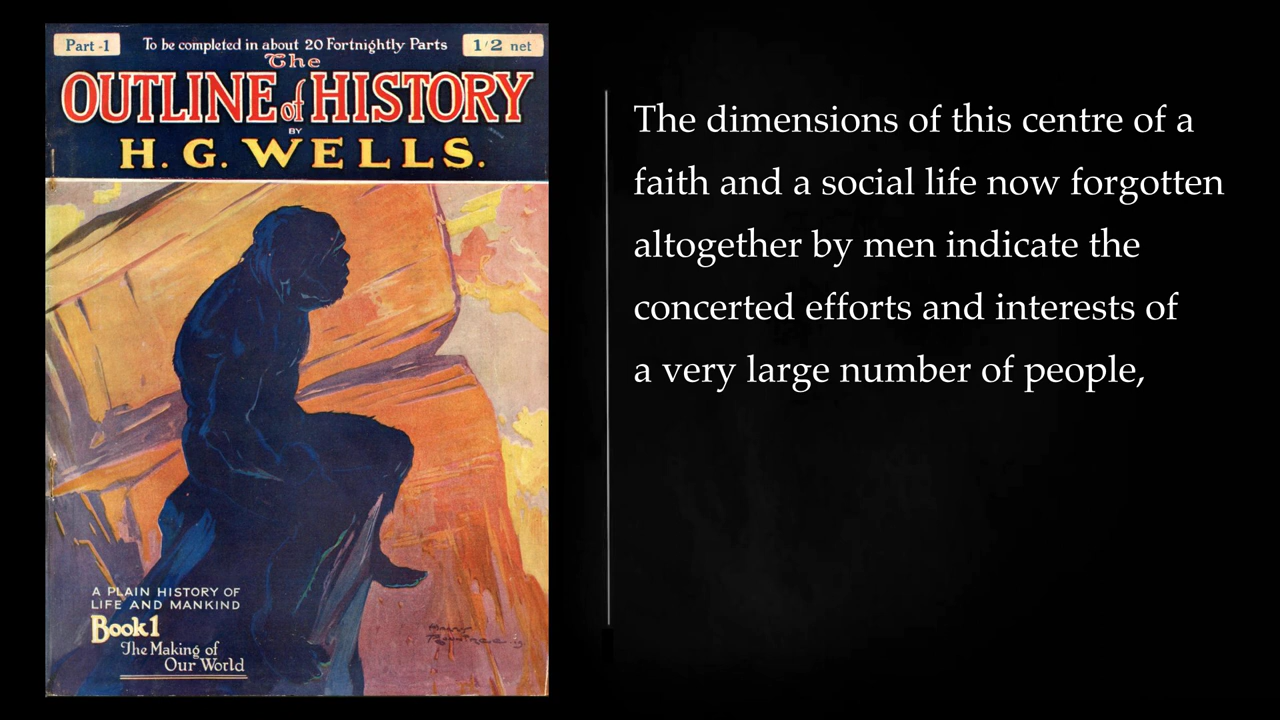 Part -1
To be completed in about 20 Fortnightly Parts
1/2 net
The
OUTLINE of HISTORY
BY
H. G. WELLS.
A PLAIN HISTORY OF
LIFE AND MANKIND
Book 1
The Making of
Our World
The dimensions of this centre of a
faith and a social life now forgotten
altogether by men indicate the
concerted efforts and interests of
a very large number of people,